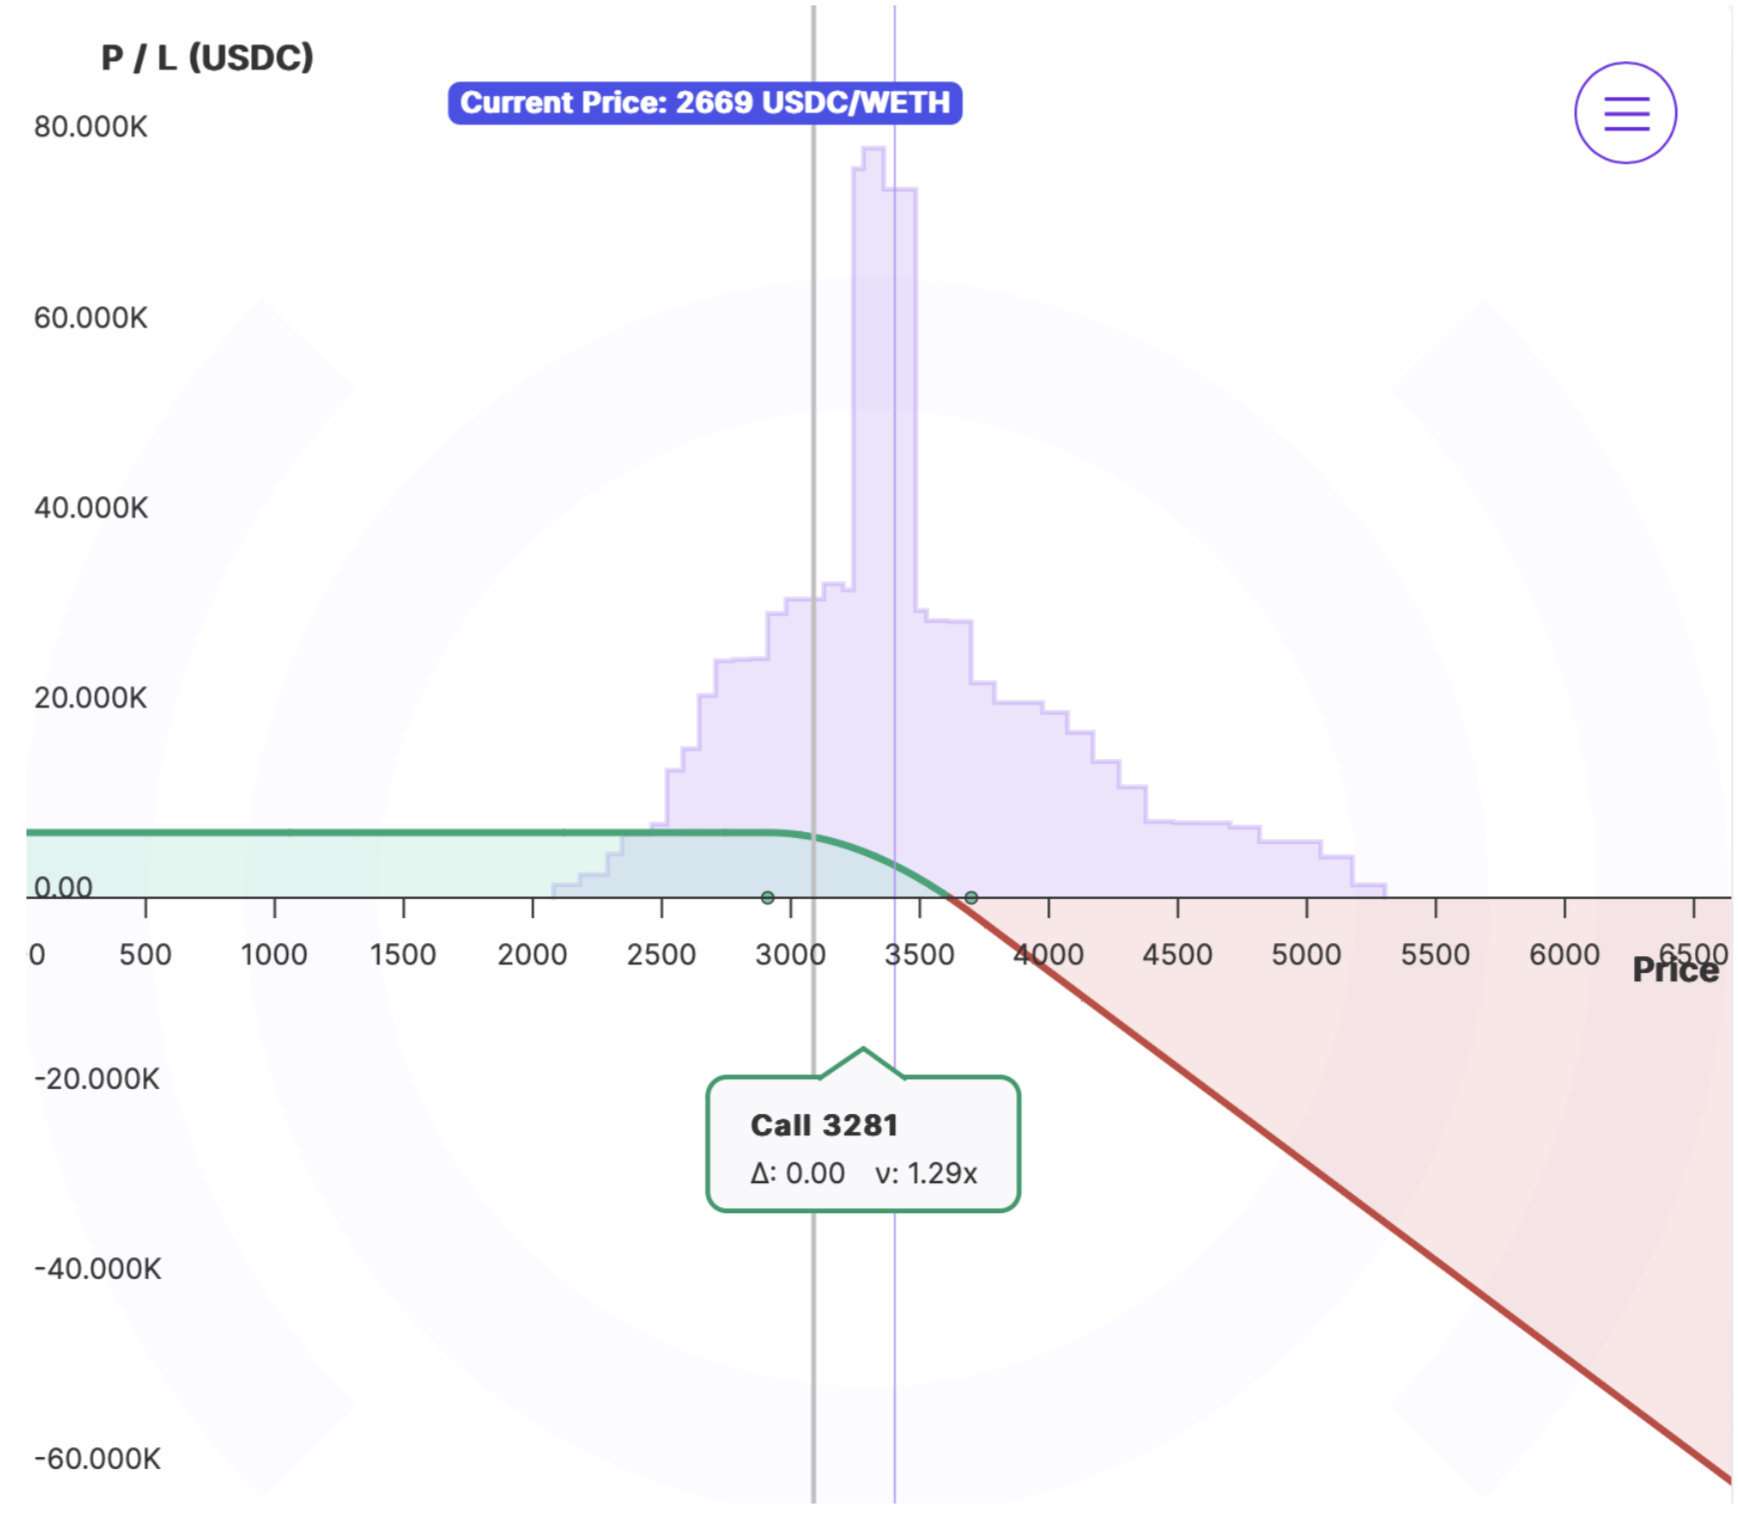 P / L (USDC)
Current Price: 2669 USDC/WETH
80.000K
60.000K
40.000K
20.000K
0.00
0 500 1000 1500 2000 2500 3000 3500 4000 4500 5000 5500 6000 6500
Price
-20.000K
Call 3281
Δ: 0.00 ν: 1.29x
-40.000K
-60.000K